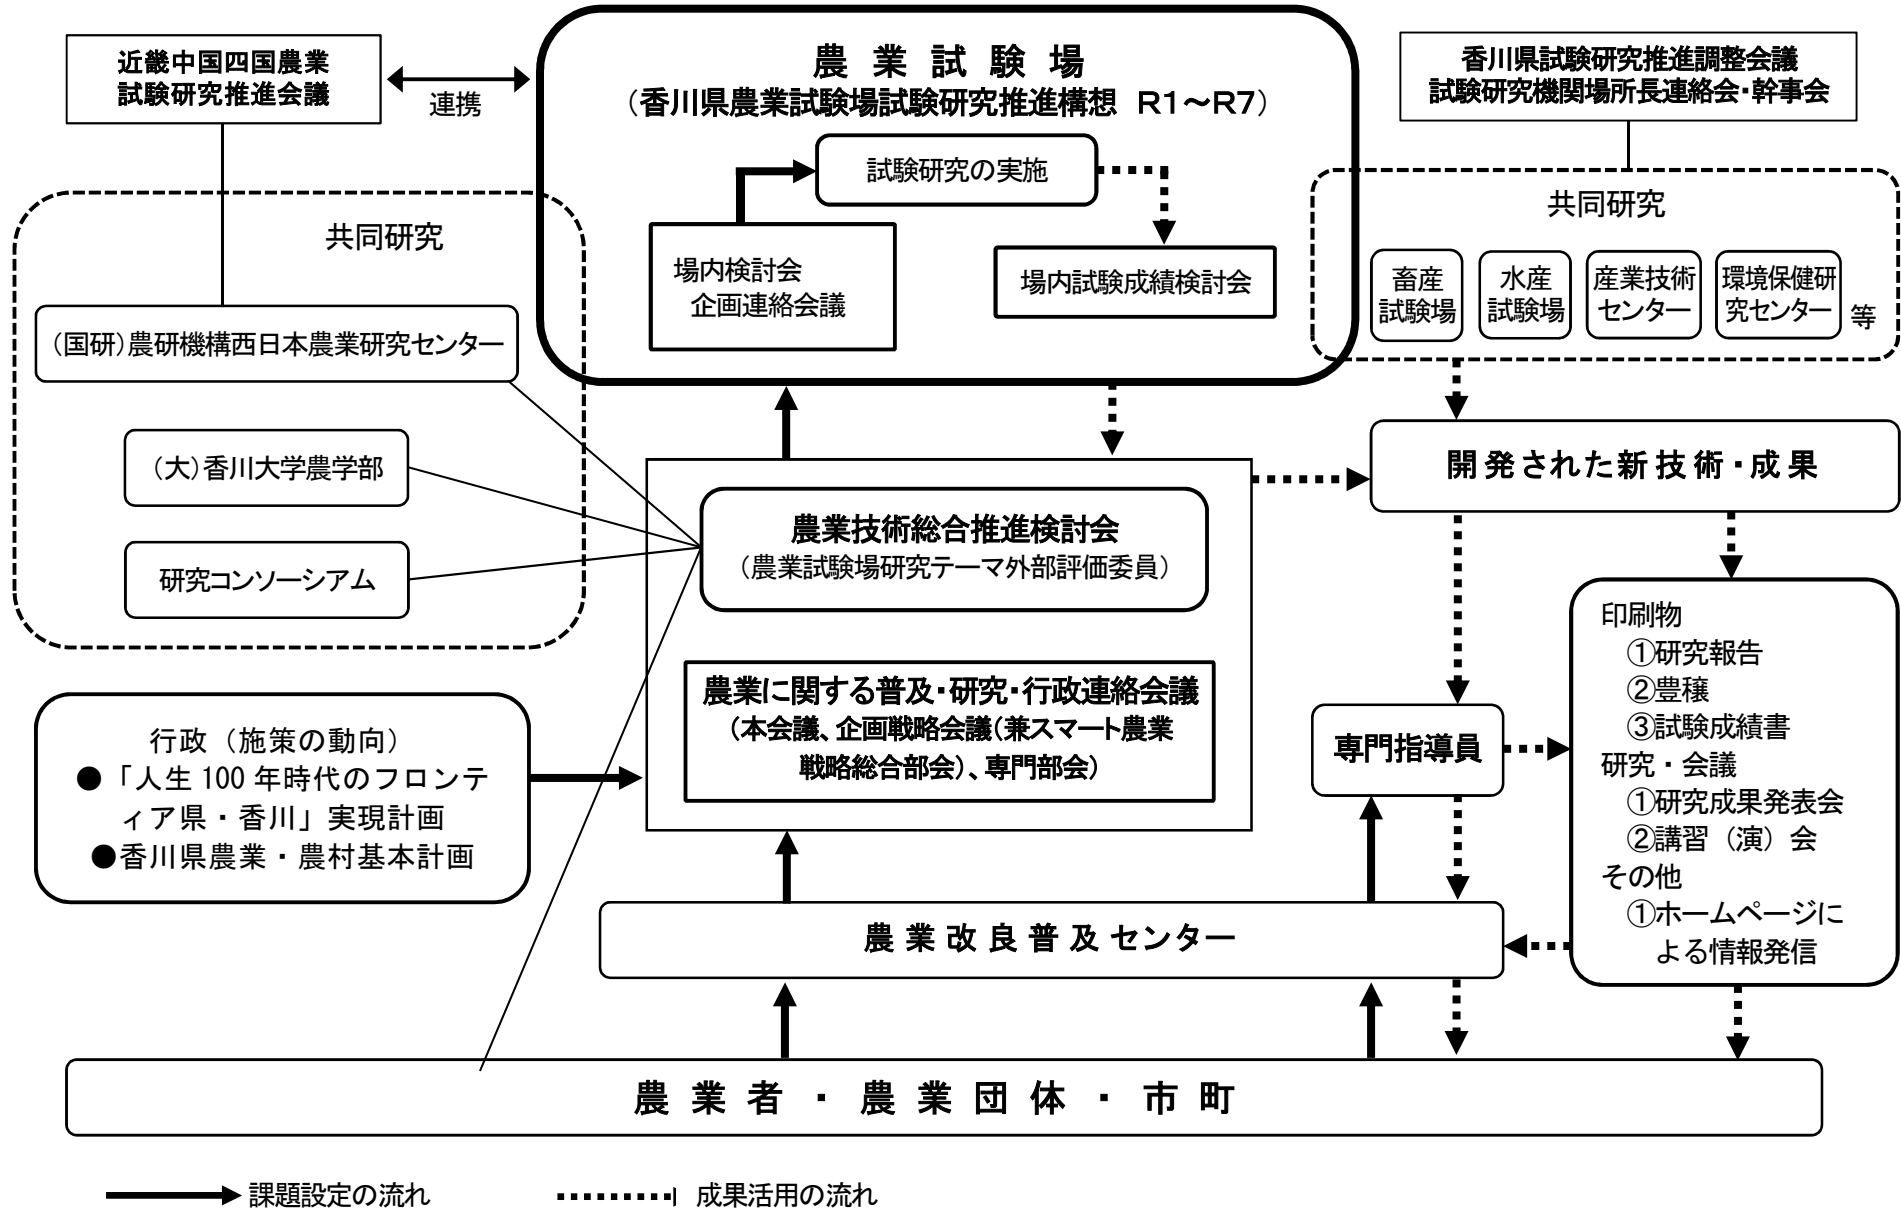 近畿中国四国農業
試験研究推進会議
連携
農業試験場
（香川県農業試験場試験研究推進構想 R1～R7）
試験研究の実施
場内検討会
企画連絡会議
場内試験成績検討会
香川県試験研究推進調整会議
試験研究機関場所長連絡会・幹事会
共同研究
畜産
試験場
水産
試験場
産業技術
センター
環境保健研
究センター
等
共同研究
（国研）農研機構西日本農業研究センター
（大）香川大学農学部
研究コンソーシアム
農業技術総合推進検討会
（農業試験場研究テーマ外部評価委員）
農業に関する普及・研究・行政連絡会議
（本会議、企画戦略会議（兼スマート農業
戦略総合部会）、専門部会）
開発された新技術・成果
専門指導員
印刷物
①研究報告
②豊穣
③試験成績書
研究・会議
①研究成果発表会
②講習（演）会
その他
①ホームページに
よる情報発信
行政（施策の動向）
●「人生100年時代のフロンテ
ィア県・香川」実現計画
●香川県農業・農村基本計画
農業改良普及センター
農業者・農業団体・市町
課題設定の流れ
成果活用の流れ